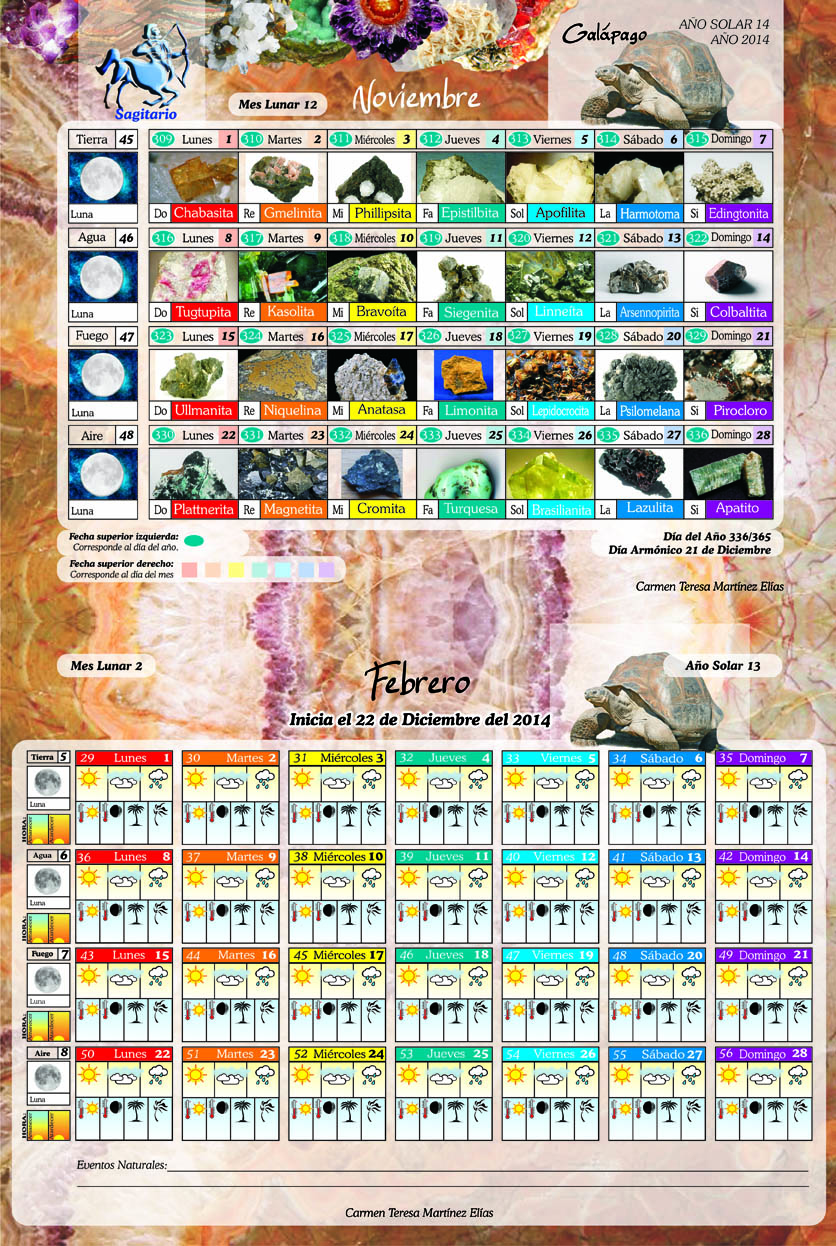 Galápago
AÑO SOLAR 14
AÑO 2014
Sagitario
Mes Lunar 12
Noviembre
Tierra 45 309 Lunes 1 310 Martes 2 311 Miércoles 3 312 Jueves 4 313 Viernes 5 314 Sábado 6 315 Domingo 7
Luna Do Chabasita Re Gmelinita Mi Phillipsita Fa Epistilbita Sol Apofilita La Harmotoma Si Edingtonita
Agua 46 316 Lunes 8 317 Martes 9 318 Miércoles 10 319 Jueves 11 320 Viernes 12 321 Sábado 13 322 Domingo 14
Luna Do Tugtupita Re Kasolita Mi Bravoíta Fa Siegenita Sol Linneíta La Arsennopirita Si Colbaltita
Fuego 47 323 Lunes 15 324 Martes 16 325 Miércoles 17 326 Jueves 18 327 Viernes 19 328 Sábado 20 329 Domingo 21
Luna Do Ullmanita Re Niquelina Mi Anatasa Fa Limonita Sol Lepidocrocita La Psilomelana Si Pirocloro
Aire 48 330 Lunes 22 331 Martes 23 332 Miércoles 24 333 Jueves 25 334 Viernes 26 335 Sábado 27 336 Domingo 28
Luna Do Plattnerita Re Magnetita Mi Cromita Fa Turquesa Sol Brasilianita La Lazulita Si Apatito
Fecha superior izquierda:
Corresponde al día del año.
Fecha superior derecho:
Corresponde al día del mes
Día del Año 336/365
Día Armónico 21 de Diciembre
Carmen Teresa Martínez Elías
Mes Lunar 2
Febrero
Año Solar 13
Inicia el 22 de Diciembre del 2014
Tierra 5 29 Lunes 1 30 Martes 2 31 Miércoles 3 32 Jueves 4 33 Viernes 5 34 Sábado 6 35 Domingo 7
Luna
HORA: Amanecer Atardecer
Agua 6 36 Lunes 8 37 Martes 9 38 Miércoles 10 39 Jueves 11 40 Viernes 12 41 Sábado 13 42 Domingo 14
Luna
HORA: Amanecer Atardecer
Fuego 7 43 Lunes 15 44 Martes 16 45 Miércoles 17 46 Jueves 18 47 Viernes 19 48 Sábado 20 49 Domingo 21
Luna
HORA: Amanecer Atardecer
Aire 8 50 Lunes 22 51 Martes 23 52 Miércoles 24 53 Jueves 25 54 Viernes 26 55 Sábado 27 56 Domingo 28
Luna
HORA: Amanecer Atardecer
Eventos Naturales:
Carmen Teresa Martínez Elías